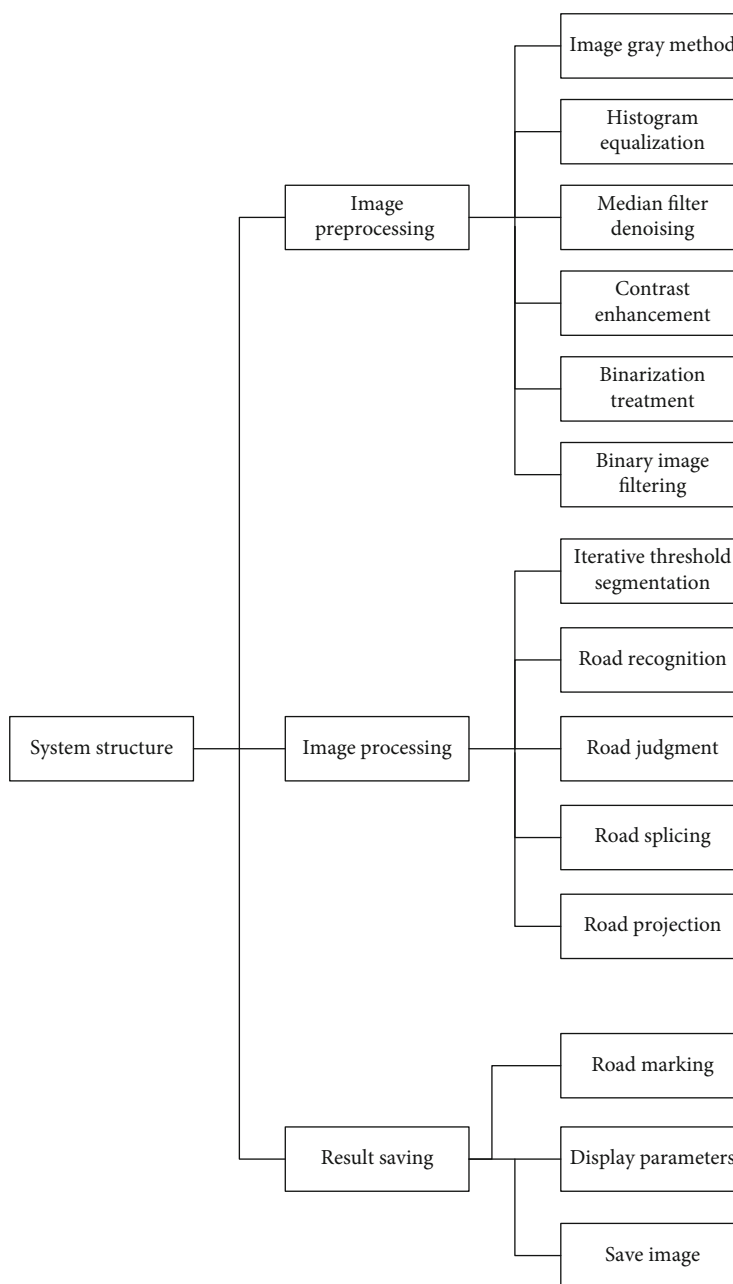 Image gray method
Histogram
equalization
Image
preprocessing
Median filter
denoising
Contrast
enhancement
Binarization
treatment
Binary image
filtering
Iterative threshold
segmentation
Road recognition
System structure
Image processing
Road judgment
Road splicing
Road projection
Road marking
Result saving
Display parameters
Save image